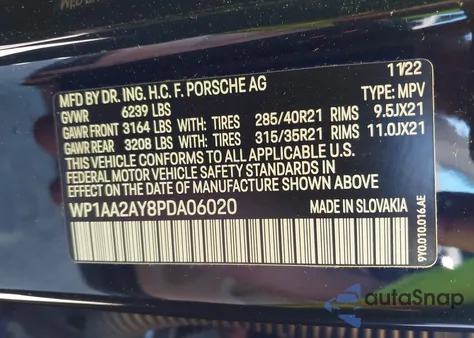 11/22
MFD BY DR. ING. H.C. F. PORSCHE AG
GVWR 6239 LBS TYPE: MPV
GAWR FRONT 3164 LBS WITH: TIRES 285/40R21 RIMS 9.5JX21
GAWR REAR 3208 LBS WITH: TIRES 315/35R21 RIMS 11.0JX21
THIS VEHICLE CONFORMS TO ALL APPLICABLE U.S.
FEDERAL MOTOR VEHICLE SAFETY STANDARDS IN
EFFECT ON THE DATE OF MANUFACTURE SHOWN ABOVE.
WP1AA2AY8PDA06020 MADE IN SLOVAKIA
9Y0.010.016.AE
autaSnap